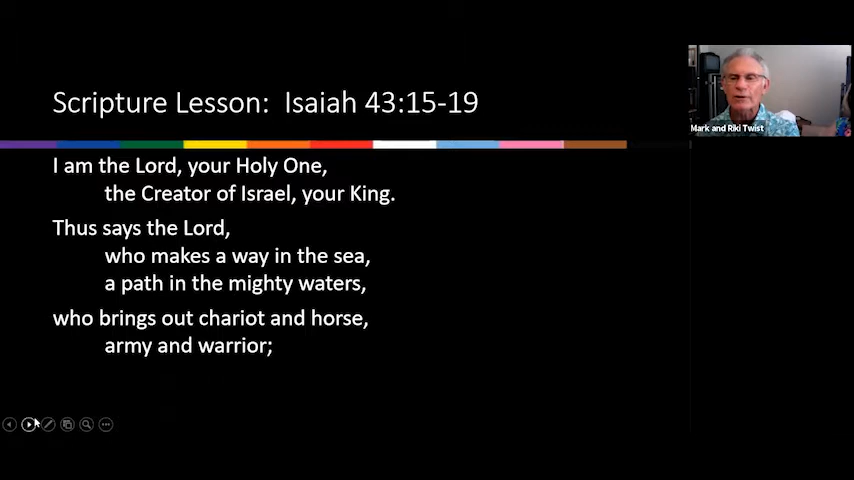 Scripture Lesson: Isaiah 43:15-19
Mark and Riki Twist
I am the Lord, your Holy One,
the Creator of Israel, your King.
Thus says the Lord,
who makes a way in the sea,
a path in the mighty waters,
who brings out chariot and horse,
army and warrior;